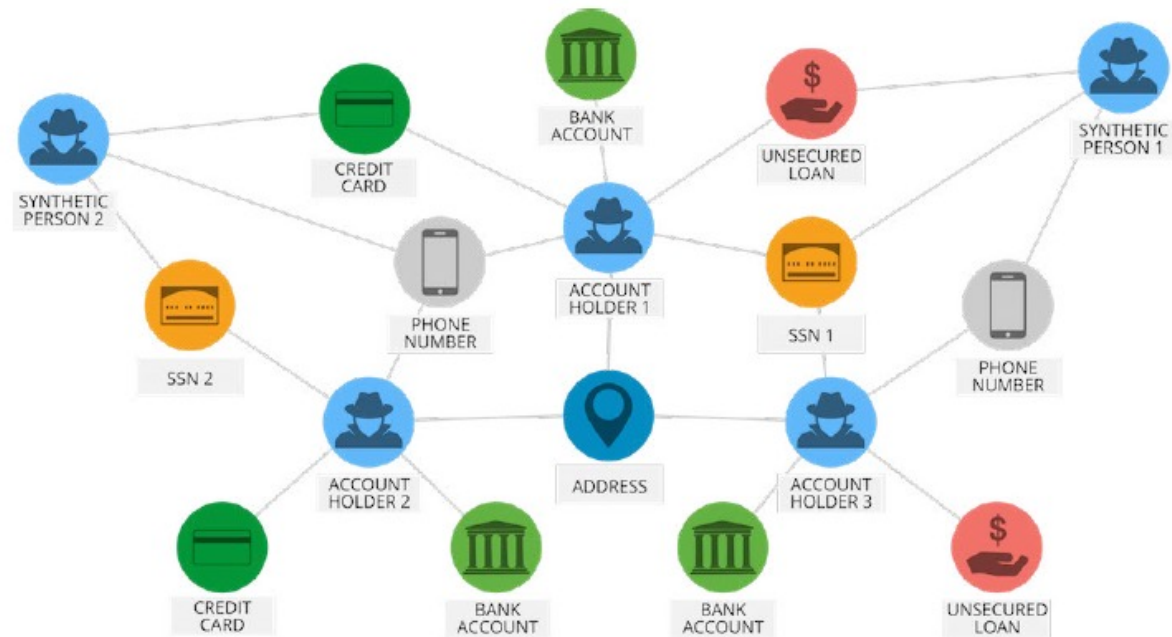 BANK
ACCOUNT
SYNTHETIC
PERSON 1
UNSECURED
LOAN
CREDIT
CARD
SYNTHETIC
PERSON 2
ACCOUNT
HOLDER 1
PHONE
NUMBER
SSN 1
PHONE
NUMBER
SSN 2
ACCOUNT
HOLDER 2
ADDRESS
ACCOUNT
HOLDER 3
CREDIT
CARD
BANK
ACCOUNT
BANK
ACCOUNT
UNSECURED
LOAN
$
$